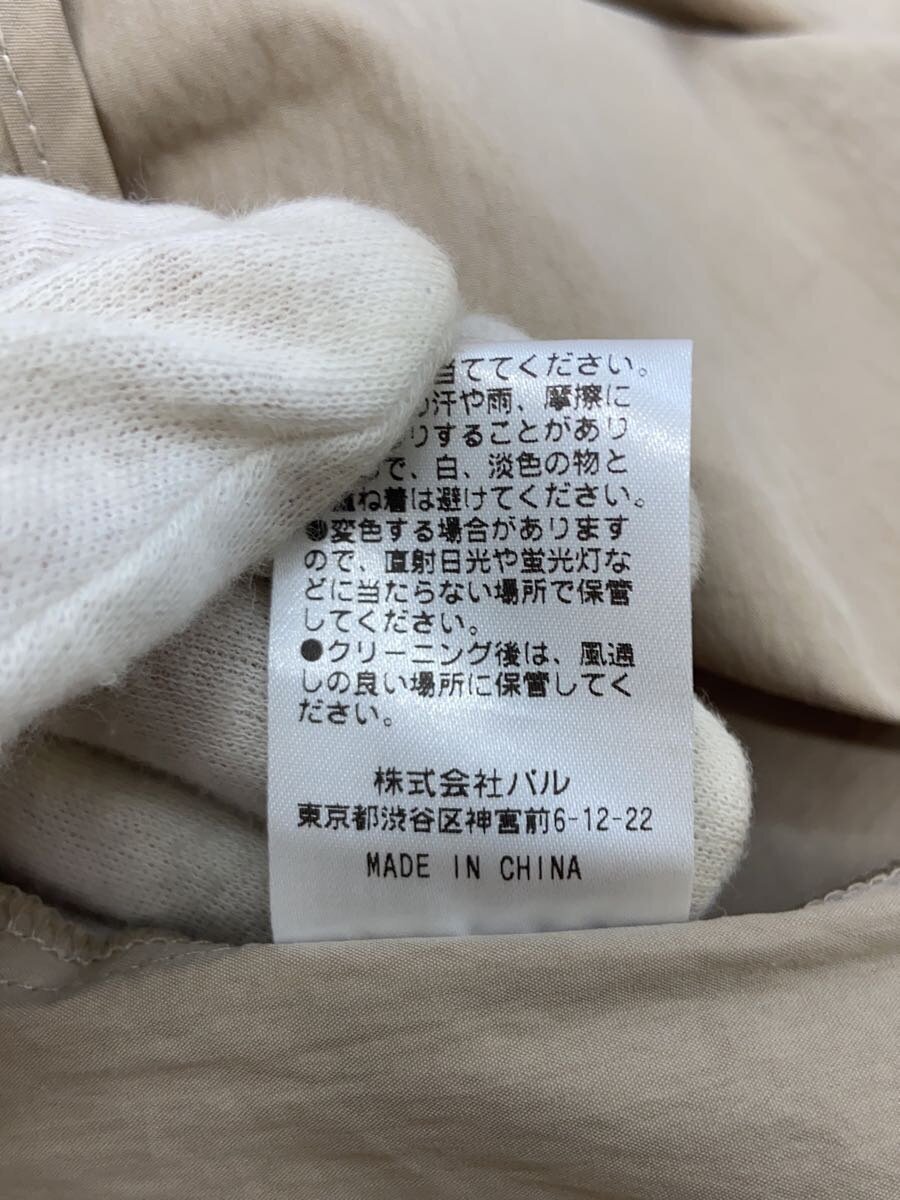 当ててください。
汗や雨、摩擦に
りすることがあり
で、白、淡色の物と
重ね着は避けてください。
●変色する場合があります
ので、直射日光や蛍光灯な
どに当たらない場所で保管
してください。
●クリーニング後は、風通
しの良い場所に保管してく
ださい。
株式会社パル
東京都渋谷区神宮前6-12-22
MADE IN CHINA